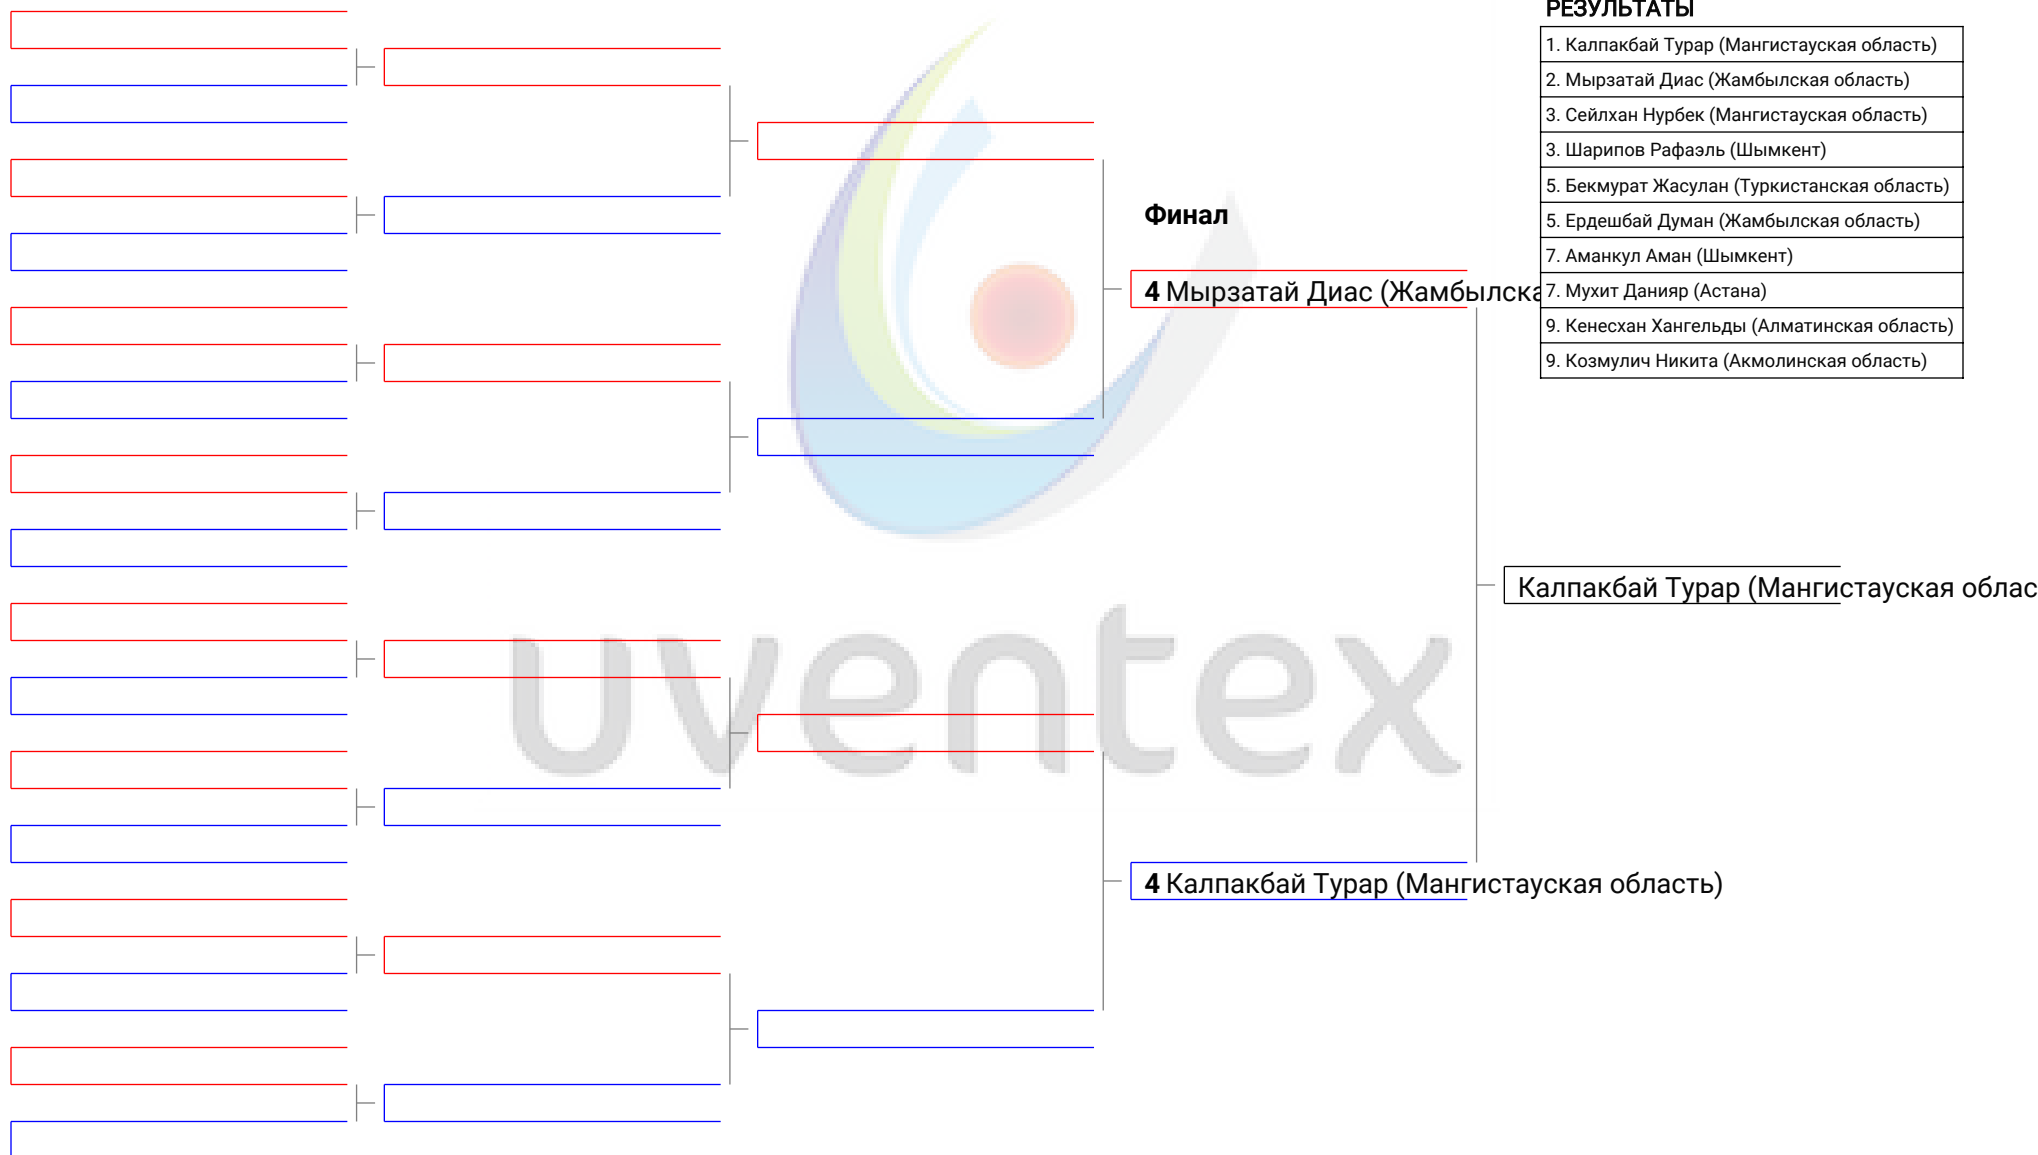 РЕЗУЛЬТАТЫ
1. Калпакбай Турар (Мангистауская область)
2. Мырзатай Диас (Жамбылская область)
3. Сейлхан Нурбек (Мангистауская область)
3. Шарипов Рафаэль (Шымкент)
5. Бекмурат Жасулан (Туркистанская область)
5. Ердешбай Думан (Жамбылская область)
7. Аманкул Аман (Шымкент)
7. Мухит Данияр (Астана)
9. Кенесхан Хангельды (Алматинская область)
9. Козмулич Никита (Акмолинская область)
Финал
4 Мырзатай Диас (Жамбылска
Калпакбай Турар (Мангистауская облас
4 Калпакбай Турар (Мангистауская область)
uventex